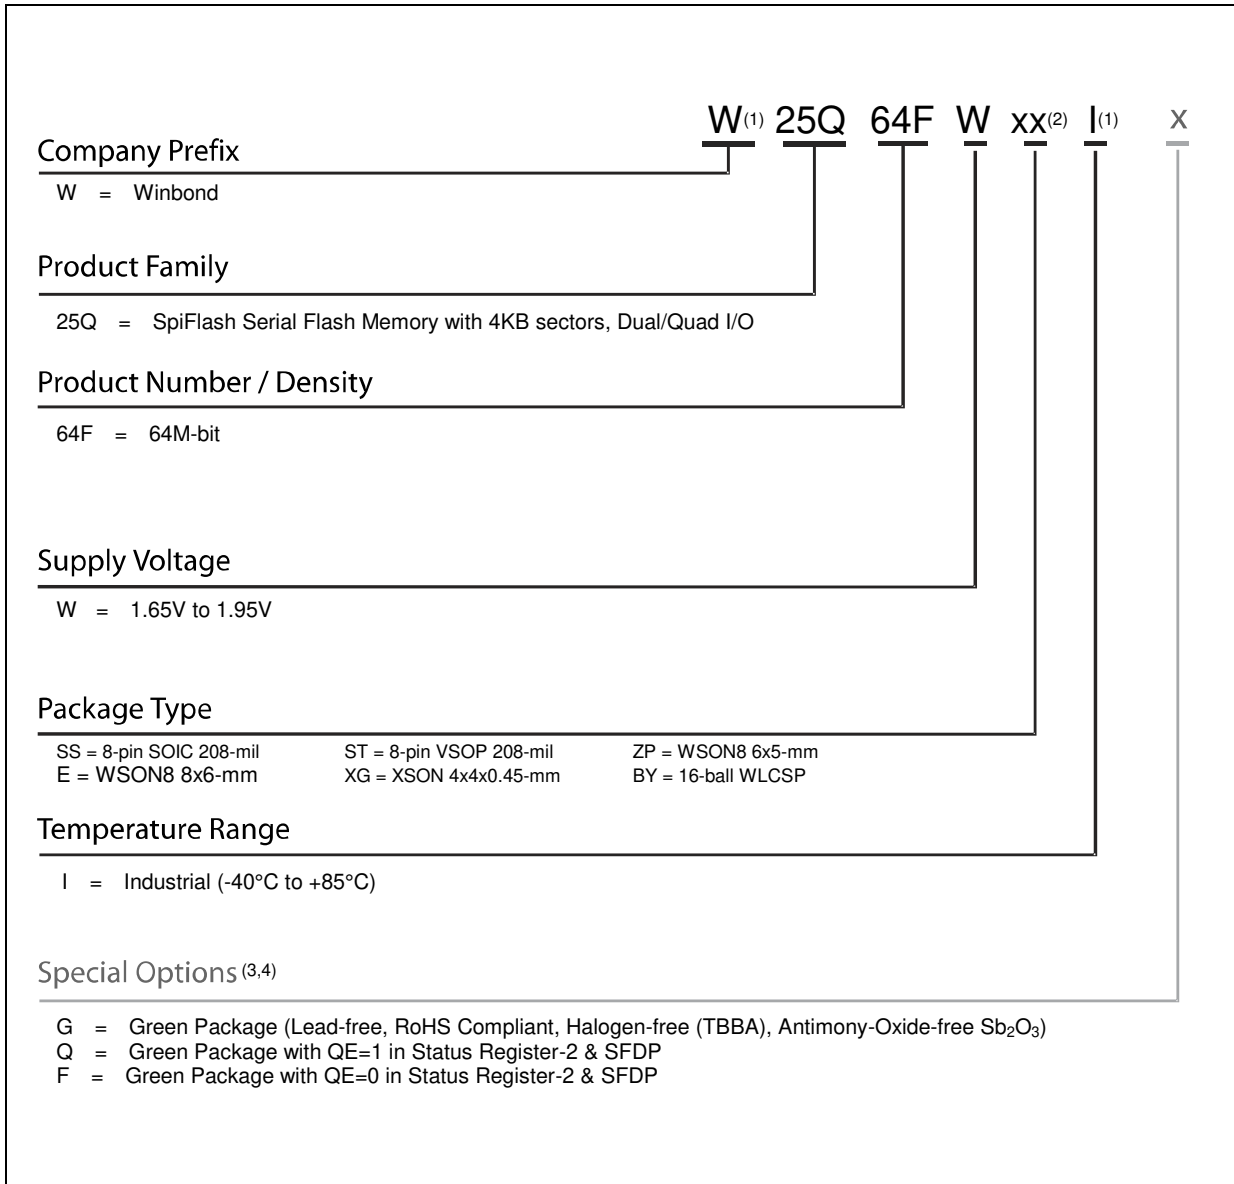 W(1) 25Q 64F W xx(2) I(1) x
Company Prefix
W = Winbond
Product Family
25Q = SpiFlash Serial Flash Memory with 4KB sectors, Dual/Quad I/O
Product Number / Density
64F = 64M-bit
Supply Voltage
W = 1.65V to 1.95V
Package Type
SS = 8-pin SOIC 208-mil ST = 8-pin VSOP 208-mil ZP = WSON8 6x5-mm
E = WSON8 8x6-mm XG = XSON 4x4x0.45-mm BY = 16-ball WLCSP
Temperature Range
I = Industrial (-40°C to +85°C)
Special Options (3,4)
G = Green Package (Lead-free, RoHS Compliant, Halogen-free (TBBA), Antimony-Oxide-free Sb₂O₃)
Q = Green Package with QE=1 in Status Register-2 & SFDP
F = Green Package with QE=0 in Status Register-2 & SFDP